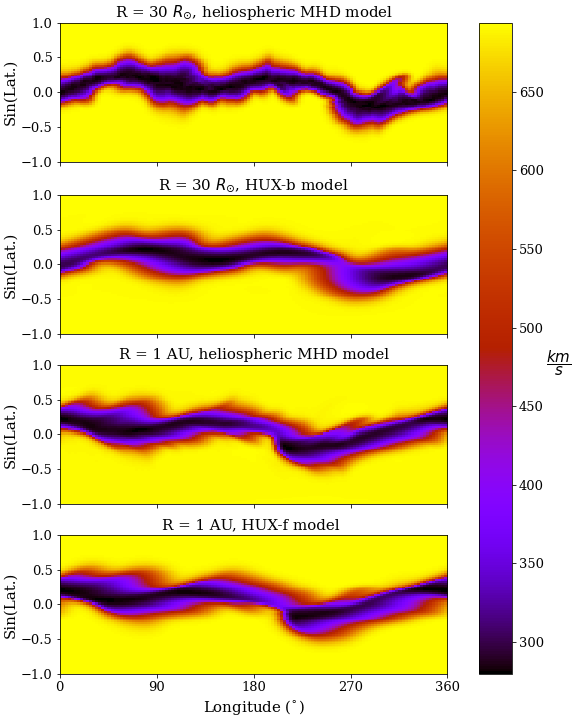 R = 30 R⊙, heliospheric MHD model
1.0
0.5
0.0
−0.5
−1.0
Sin(Lat.)
R = 30 R⊙, HUX-b model
1.0
0.5
0.0
−0.5
−1.0
Sin(Lat.)
R = 1 AU, heliospheric MHD model
1.0
0.5
0.0
−0.5
−1.0
Sin(Lat.)
R = 1 AU, HUX-f model
1.0
0.5
0.0
−0.5
−1.0
Sin(Lat.)
0 90 180 270 360
Longitude (°)
650
600
550
500
450
400
350
300
km
s